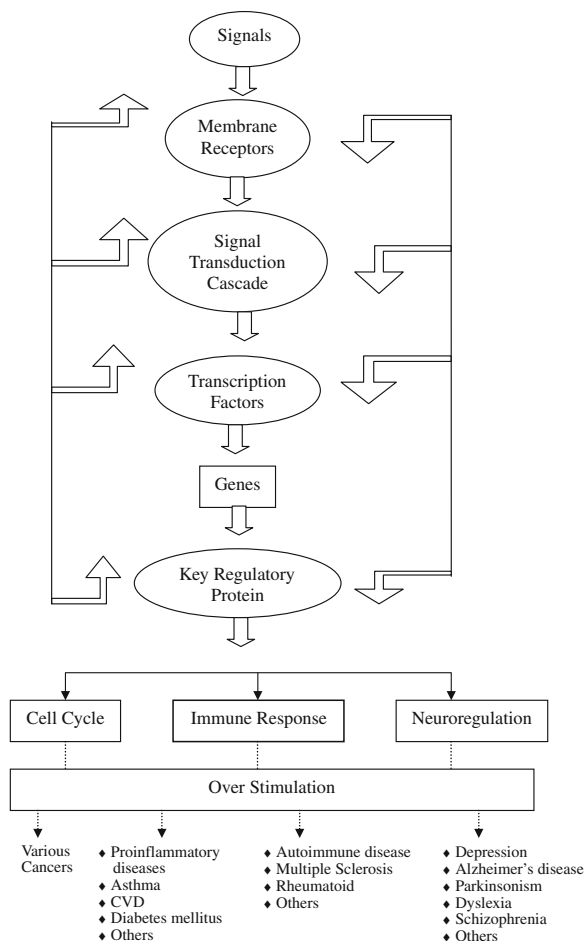 Signals
Membrane
Receptors
Signal
Transduction
Cascade
Transcription
Factors
Genes
Key Regulatory
Protein
Cell Cycle
Immune Response
Neuroregulation
Over Stimulation
Various
Cancers
♦ Proinflammatory
diseases
♦ Asthma
♦ CVD
♦ Diabetes mellitus
♦ Others
♦ Autoimmune disease
♦ Multiple Sclerosis
♦ Rheumatoid
♦ Others
♦ Depression
♦ Alzheimer's disease
♦ Parkinsonism
♦ Dyslexia
♦ Schizophrenia
♦ Others